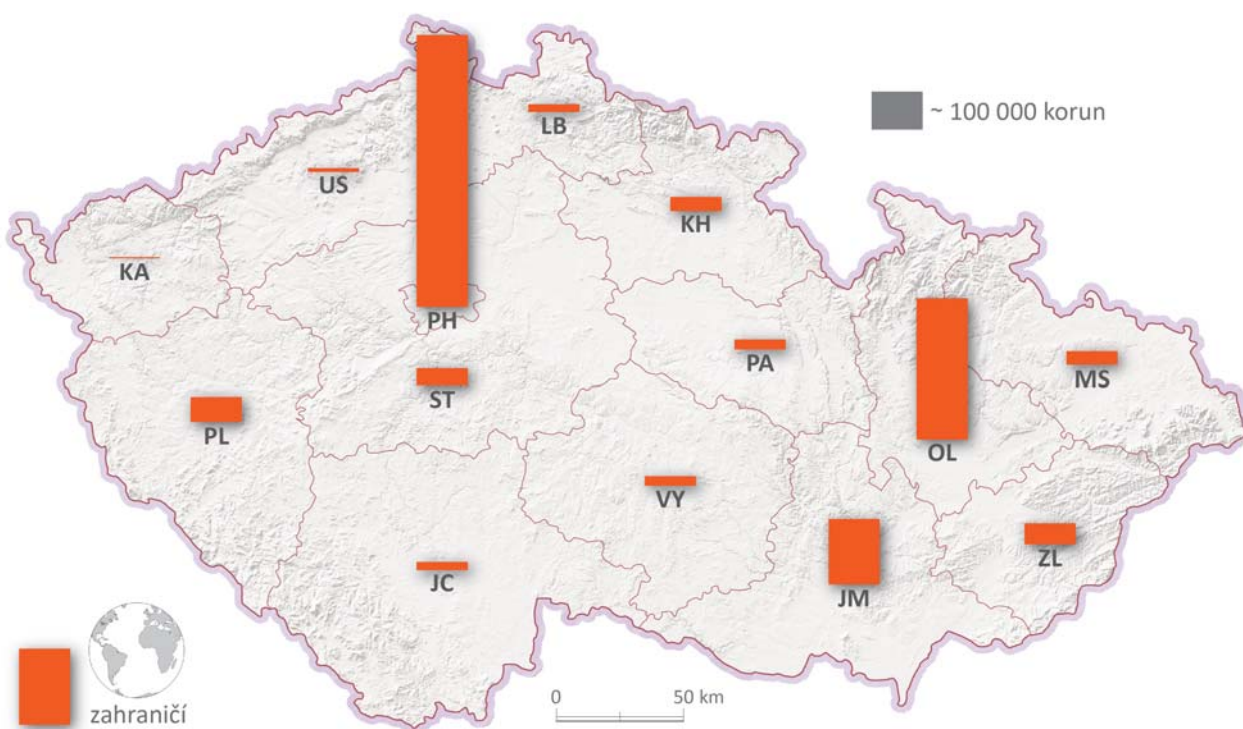 LB
~ 100 000 korun
US
KH
KA
PH
PA
MS
ST
PL
OL
VY
ZL
JC
JM
0 50 km
zahraničí